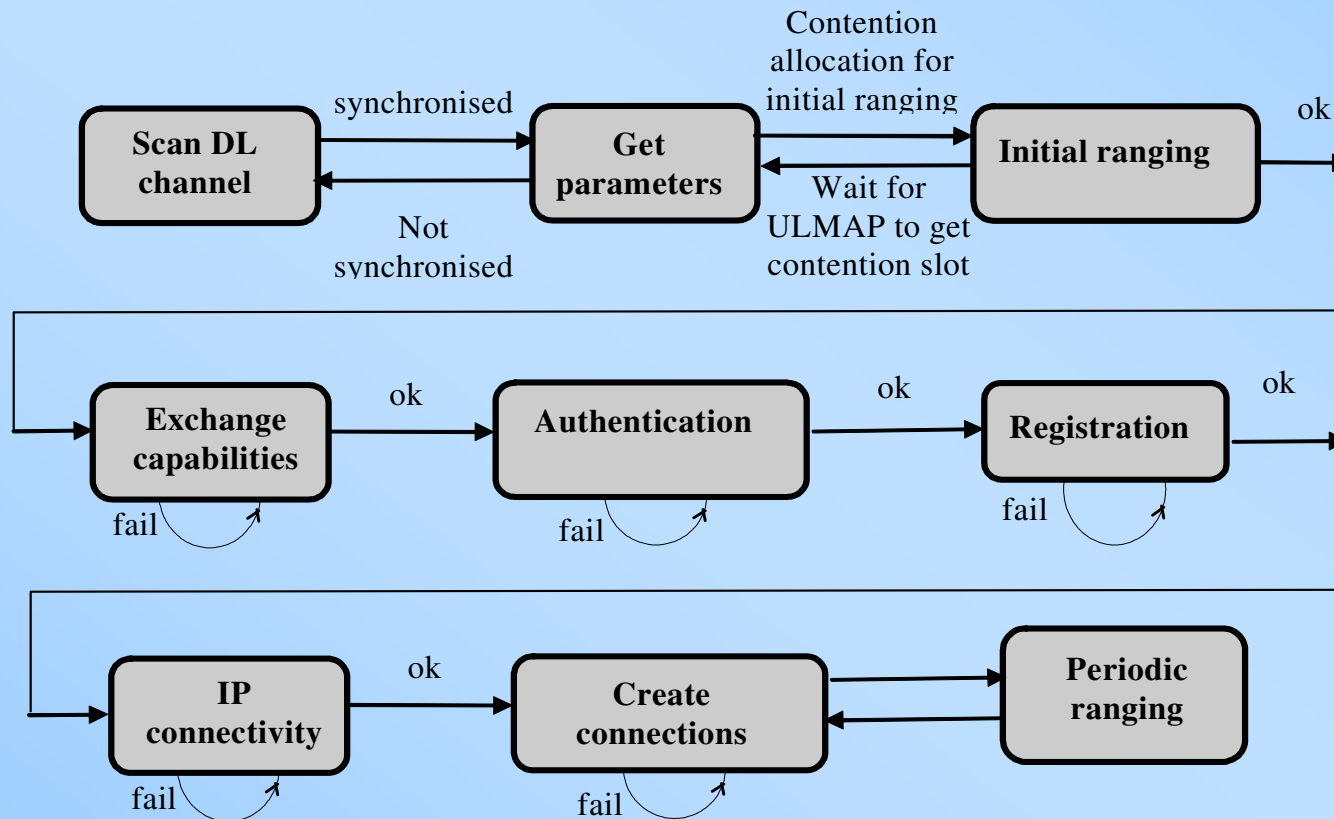 Scan DL
channel
synchronised
Not
synchronised
Get
parameters
Contention
allocation for
initial ranging
Wait for
ULMAP to get
contention slot
Initial ranging
ok
Exchange
capabilities
fail
ok
Authentication
fail
ok
Registration
fail
ok
IP
connectivity
fail
ok
Create
connections
fail
Periodic
ranging